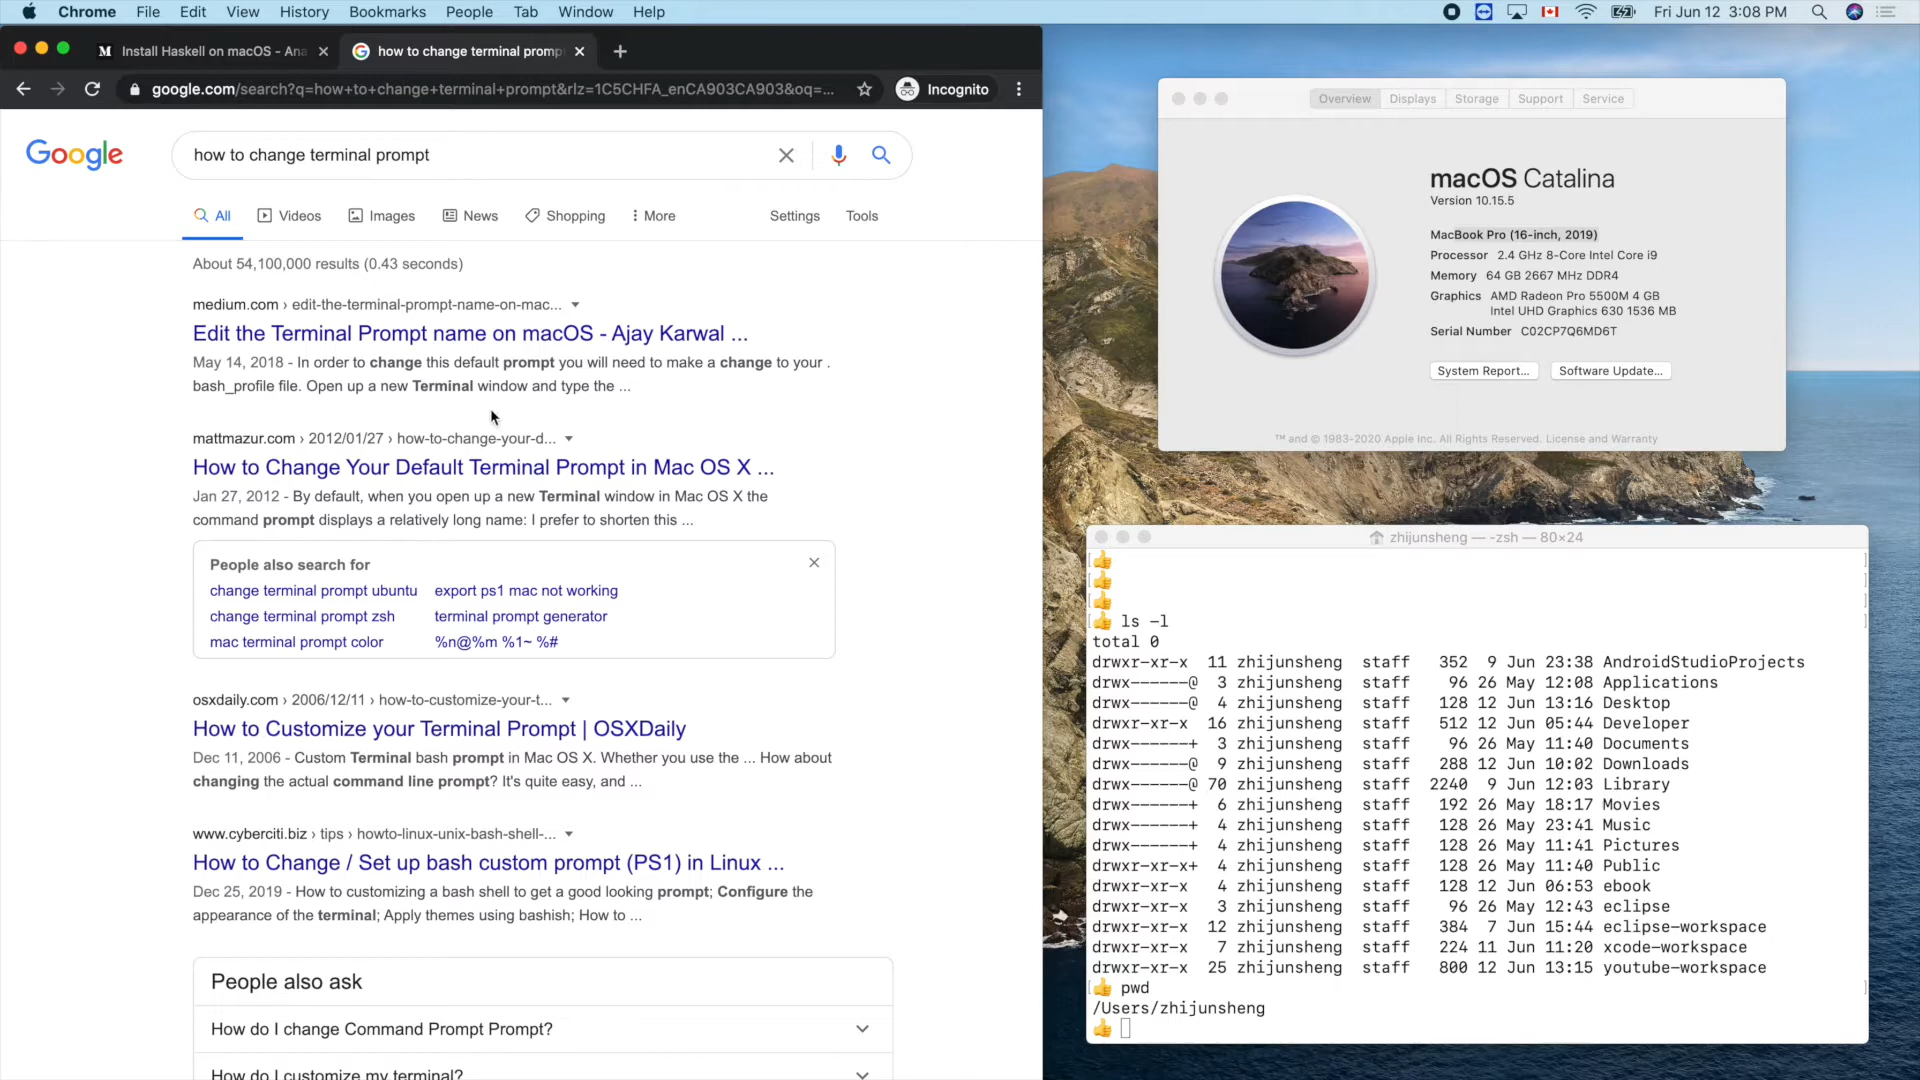 Chrome File Edit View History Bookmarks People Tab Window Help
Fri Jun 12 3:08 PM
Install Haskell on macOS - Ana
how to change terminal promp
google.com/search?q=how+to+change+terminal+prompt&rlz=1C5CHFA_enCA903CA903&oq=...
Incognito
Google
how to change terminal prompt
All Videos Images News Shopping More Settings Tools
About 54,100,000 results (0.43 seconds)
medium.com › edit-the-terminal-prompt-name-on-mac...
Edit the Terminal Prompt name on macOS - Ajay Karwal ...
May 14, 2018 - In order to change this default prompt you will need to make a change to your .
bash_profile file. Open up a new Terminal window and type the ...
mattmazur.com › 2012/01/27 › how-to-change-your-d...
How to Change Your Default Terminal Prompt in Mac OS X ...
Jan 27, 2012 - By default, when you open up a new Terminal window in Mac OS X the
command prompt displays a relatively long name: I prefer to shorten this ...
People also search for
change terminal prompt ubuntu export ps1 mac not working
change terminal prompt zsh terminal prompt generator
mac terminal prompt color %n@%m %1~ %#
osxdaily.com › 2006/12/11 › how-to-customize-your-t...
How to Customize your Terminal Prompt | OSXDaily
Dec 11, 2006 - Custom Terminal bash prompt in Mac OS X. Whether you use the ... How about
changing the actual command line prompt? It's quite easy, and ...
www.cyberciti.biz › tips › howto-linux-unix-bash-shell-...
How to Change / Set up bash custom prompt (PS1) in Linux ...
Dec 25, 2019 - How to customizing a bash shell to get a good looking prompt; Configure the
appearance of the terminal; Apply themes using bashish; How to ...
People also ask
How do I change Command Prompt Prompt?
How do I customize my terminal?
Overview Displays Storage Support Service
macOS Catalina
Version 10.15.5
MacBook Pro (16-inch, 2019)
Processor 2.4 GHz 8-Core Intel Core i9
Memory 64 GB 2667 MHz DDR4
Graphics AMD Radeon Pro 5500M 4 GB
Intel UHD Graphics 630 1536 MB
Serial Number C02CP7Q6MD6T
System Report... Software Update...
™ and © 1983-2020 Apple Inc. All Rights Reserved. License and Warranty
zhijunsheng — -zsh — 80×24
👍
👍
👍
👍 ls -l
total 0
drwxr-xr-x 11 zhijunsheng staff 352 9 Jun 23:38 AndroidStudioProjects
drwx------@ 3 zhijunsheng staff 96 26 May 12:08 Applications
drwx------@ 4 zhijunsheng staff 128 12 Jun 13:16 Desktop
drwxr-xr-x 16 zhijunsheng staff 512 12 Jun 05:44 Developer
drwx------+ 3 zhijunsheng staff 96 26 May 11:40 Documents
drwx------@ 9 zhijunsheng staff 288 12 Jun 10:02 Downloads
drwx------@ 70 zhijunsheng staff 2240 9 Jun 12:03 Library
drwx------+ 6 zhijunsheng staff 192 26 May 18:17 Movies
drwx------+ 4 zhijunsheng staff 128 26 May 23:41 Music
drwx------+ 4 zhijunsheng staff 128 26 May 11:41 Pictures
drwxr-xr-x+ 4 zhijunsheng staff 128 26 May 11:40 Public
drwxr-xr-x 4 zhijunsheng staff 128 12 Jun 06:53 ebook
drwxr-xr-x 3 zhijunsheng staff 96 26 May 12:43 eclipse
drwxr-xr-x 12 zhijunsheng staff 384 7 Jun 15:44 eclipse-workspace
drwxr-xr-x 7 zhijunsheng staff 224 11 Jun 11:20 xcode-workspace
drwxr-xr-x 25 zhijunsheng staff 800 12 Jun 13:15 youtube-workspace
👍 pwd
/Users/zhijunsheng
👍